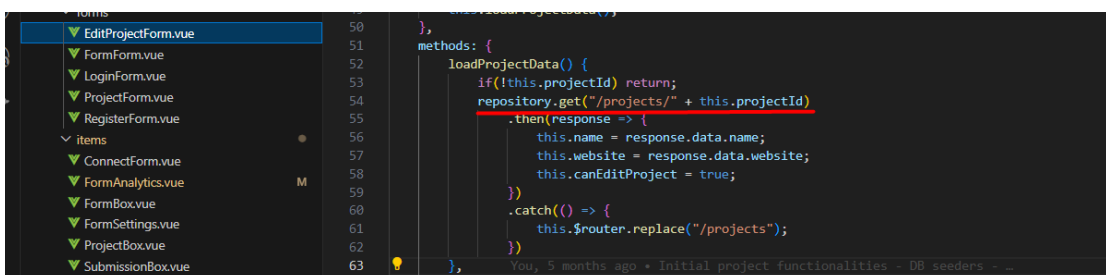 forms
EditProjectForm.vue
FormForm.vue
LoginForm.vue
ProjectForm.vue
RegisterForm.vue
items
ConnectForm.vue
FormAnalytics.vue M
FormBox.vue
FormSettings.vue
ProjectBox.vue
SubmissionBox.vue
49 this.loadProjectData();
50 },
51 methods: {
52 loadProjectData() {
53 if(!this.projectId) return;
54 repository.get("/projects/" + this.projectId)
55 .then(response => {
56 this.name = response.data.name;
57 this.website = response.data.website;
58 this.canEditProject = true;
59 })
60 .catch(() => {
61 this.$router.replace("/projects");
62 })
63 }, You, 5 months ago • Initial project functionalities - DB seeders - …